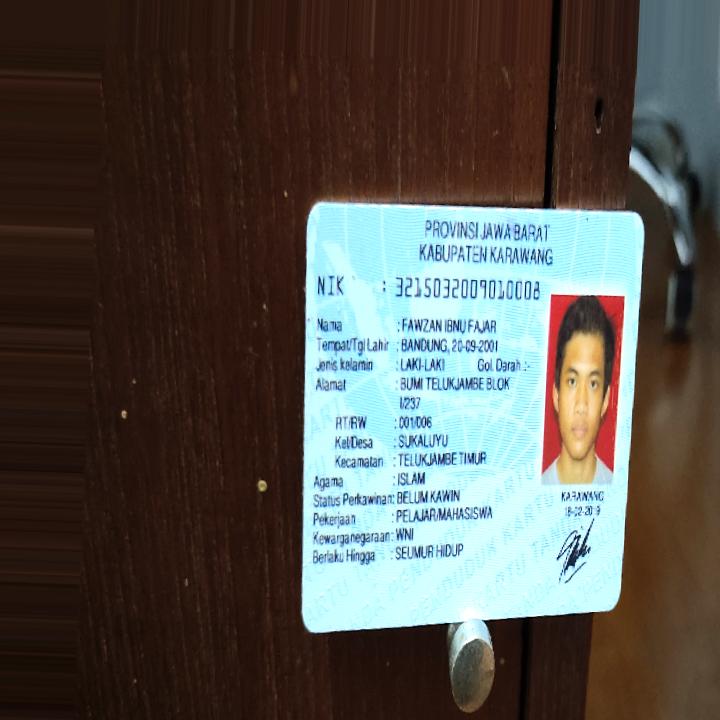 PROVINSI JAWA BARAT
KABUPATEN KARAWANG
NIK : 3215032009010008
Nama : FAWZAN IBNU FAJAR
Tempat/Tgl Lahir : BANDUNG, 20-09-2001
Jenis kelamin : LAKI-LAKI Gol. Darah :-
Alamat : BUMI TELUKJAMBE BLOK
I/237
RT/RW : 001/006
Kel/Desa : SUKALUYU
Kecamatan : TELUKJAMBE TIMUR
Agama : ISLAM
Status Perkawinan: BELUM KAWIN
Pekerjaan : PELAJAR/MAHASISWA
Kewarganegaraan: WNI
Berlaku Hingga : SEUMUR HIDUP
KARAWANG
18-02-2019